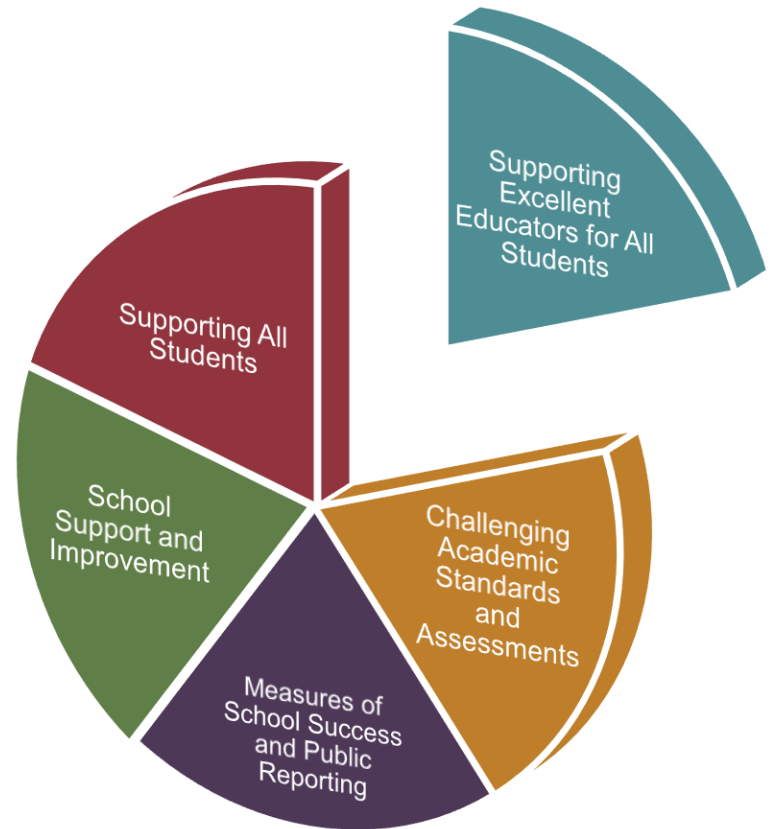 Supporting
Excellent
Educators for All
Students
Supporting All
Students
School
Support and
Improvement
Challenging
Academic
Standards
and
Assessments
Measures of
School Success
and Public
Reporting